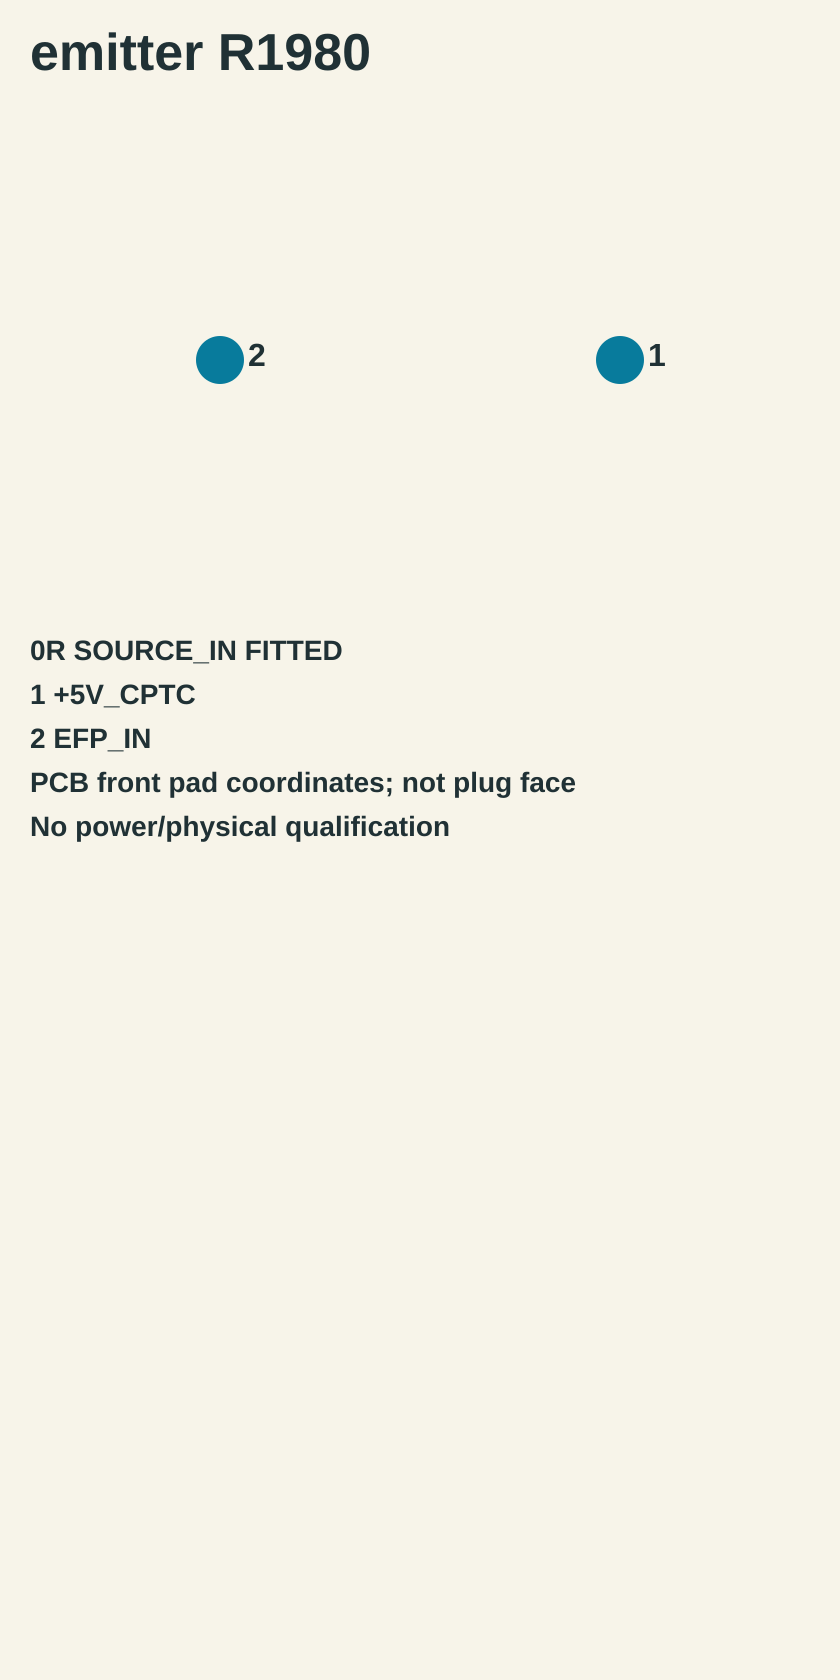 emitter R1980
2
1
0R SOURCE_IN FITTED
1 +5V_CPTC
2 EFP_IN
PCB front pad coordinates; not plug face
No power/physical qualification